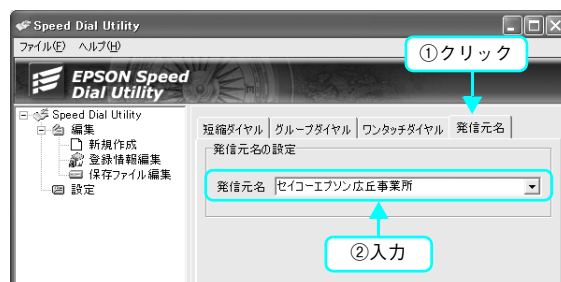 Speed Dial Utility
ファイル(F) ヘルプ(H)
①クリック
EPSON Speed
Dial Utility
Speed Dial Utility
編集
新規作成
登録情報編集
保存ファイル編集
設定
短縮ダイヤル グループダイヤル ワンタッチダイヤル 発信元名
発信元名の設定
発信元名 セイコーエプソン広丘事業所
②入力